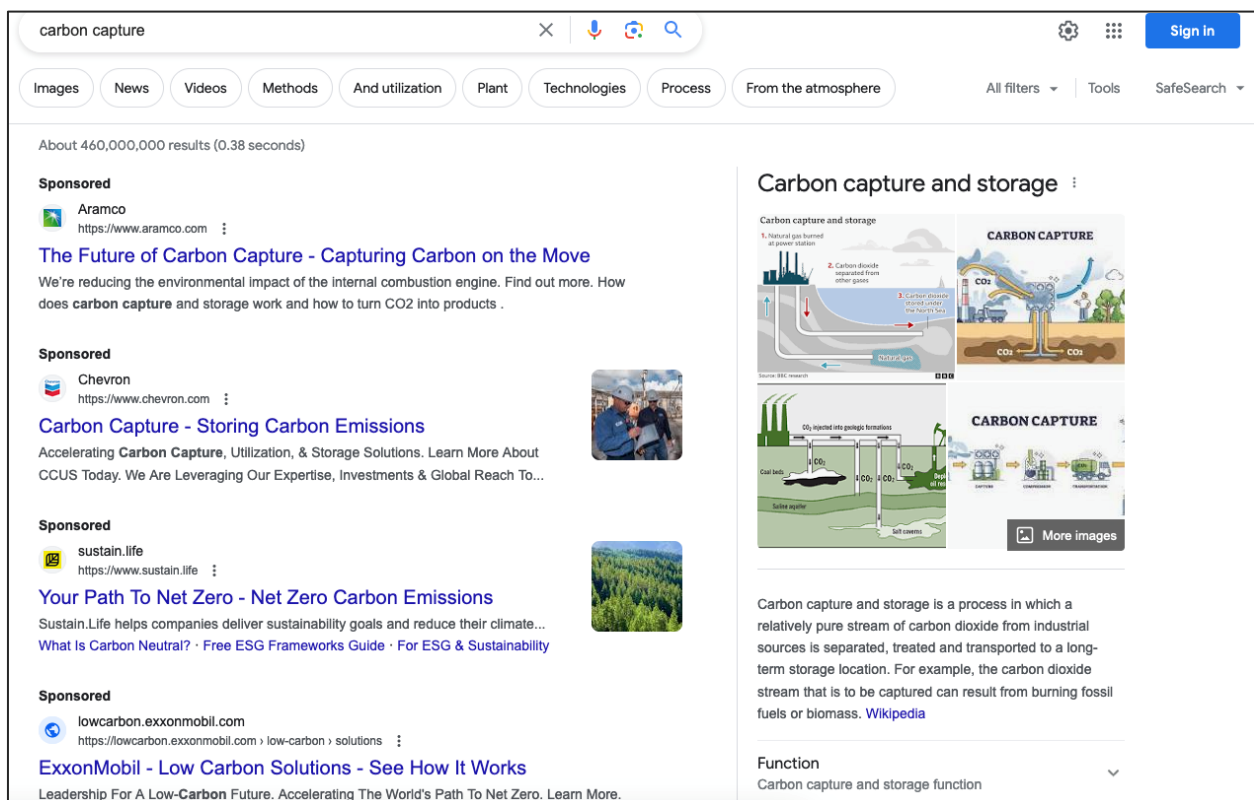 carbon capture
Sign in
Images
News
Videos
Methods
And utilization
Plant
Technologies
Process
From the atmosphere
All filters
Tools
SafeSearch
About 460,000,000 results (0.38 seconds)
Sponsored
Aramco
https://www.aramco.com
The Future of Carbon Capture - Capturing Carbon on the Move
We're reducing the environmental impact of the internal combustion engine. Find out more. How
does carbon capture and storage work and how to turn CO2 into products .
Sponsored
Chevron
https://www.chevron.com
Carbon Capture - Storing Carbon Emissions
Accelerating Carbon Capture, Utilization, & Storage Solutions. Learn More About
CCUS Today. We Are Leveraging Our Expertise, Investments & Global Reach To...
Sponsored
sustain.life
https://www.sustain.life
Your Path To Net Zero - Net Zero Carbon Emissions
Sustain.Life helps companies deliver sustainability goals and reduce their climate...
What Is Carbon Neutral? · Free ESG Frameworks Guide · For ESG & Sustainability
Sponsored
lowcarbon.exxonmobil.com
https://lowcarbon.exxonmobil.com › low-carbon › solutions
ExxonMobil - Low Carbon Solutions - See How It Works
Leadership For A Low-Carbon Future. Accelerating The World's Path To Net Zero. Learn More.
Carbon capture and storage
Carbon capture and storage
1. Natural gas burned
at power station
2. Carbon dioxide
separated from
other gases
3. Carbon dioxide
stored under
the North Sea
Natural gas
Source: BBC research
BBC
CARBON CAPTURE
CO₂
CO₂
CO₂
CO₂ injected into geologic formations
Coal beds
CO₂
CO₂
CO₂
CO₂
Depl
oil res
Saline aquifer
Salt caverns
CARBON CAPTURE
CAPTURE
COMPRESSION
TRANSPORTATION
More images
Carbon capture and storage is a process in which a
relatively pure stream of carbon dioxide from industrial
sources is separated, treated and transported to a long-
term storage location. For example, the carbon dioxide
stream that is to be captured can result from burning fossil
fuels or biomass. Wikipedia
Function
Carbon capture and storage function